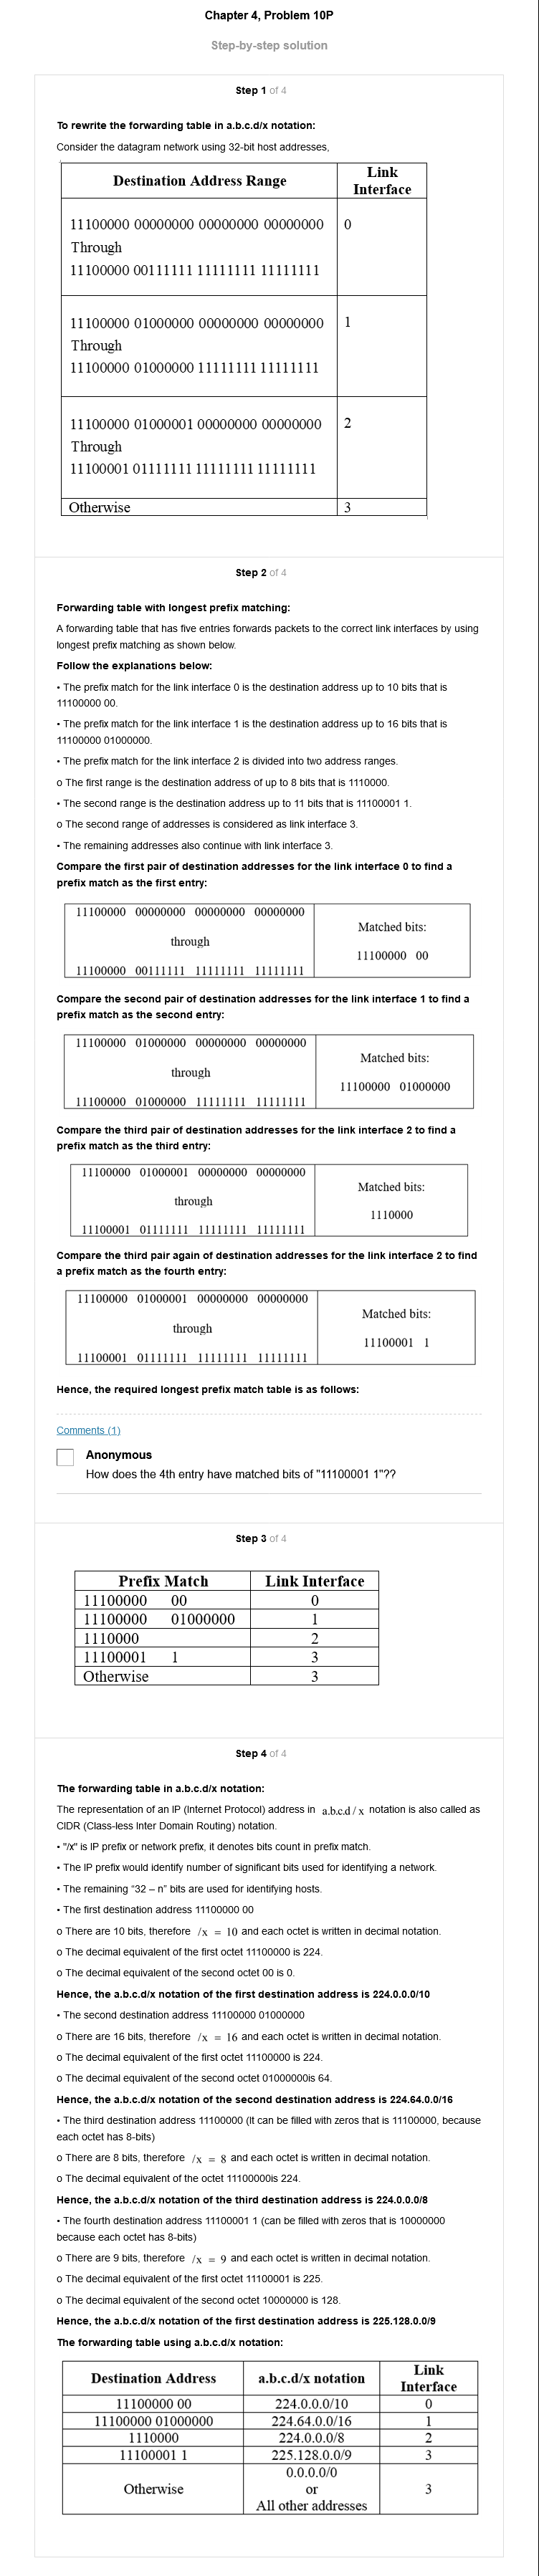 Chapter 4, Problem 10P
Step-by-step solution
Step 1 of 4
To rewrite the forwarding table in a.b.c.d/x notation:
Consider the datagram network using 32-bit host addresses,
Destination Address Range
Link
Interface
11100000 00000000 00000000 00000000
0
Through
11100000 00111111 11111111 11111111
11100000 01000000 00000000 00000000
1
Through
11100000 01000000 11111111 11111111
11100000 01000001 00000000 00000000
2
Through
11100001 01111111 11111111 11111111
Otherwise
3
Step 2 of 4
Forwarding table with longest prefix matching:
A forwarding table that has five entries forwards packets to the correct link interfaces by using
longest prefix matching as shown below.
Follow the explanations below:
• The prefix match for the link interface 0 is the destination address up to 10 bits that is
11100000 00.
• The prefix match for the link interface 1 is the destination address up to 16 bits that is
11100000 01000000.
• The prefix match for the link interface 2 is divided into two address ranges.
o The first range is the destination address of up to 8 bits that is 1110000.
• The second range is the destination address up to 11 bits that is 11100001 1.
o The second range of addresses is considered as link interface 3.
• The remaining addresses also continue with link interface 3.
Compare the first pair of destination addresses for the link interface 0 to find a
prefix match as the first entry:
11100000 00000000 00000000 00000000
through
11100000 00111111 11111111 11111111
Matched bits:
11100000 00
Compare the second pair of destination addresses for the link interface 1 to find a
prefix match as the second entry:
11100000 01000000 00000000 00000000
through
11100000 01000000 11111111 11111111
Matched bits:
11100000 01000000
Compare the third pair of destination addresses for the link interface 2 to find a
prefix match as the third entry:
11100000 01000001 00000000 00000000
through
11100001 01111111 11111111 11111111
Matched bits:
1110000
Compare the third pair again of destination addresses for the link interface 2 to find
a prefix match as the fourth entry:
11100000 01000001 00000000 00000000
through
11100001 01111111 11111111 11111111
Matched bits:
11100001 1
Hence, the required longest prefix match table is as follows:
Comments (1)
Anonymous
How does the 4th entry have matched bits of "11100001 1"??
Step 3 of 4
Prefix Match Link Interface
11100000 00 0
11100000 01000000 1
1110000 2
11100001 1 3
Otherwise 3
Step 4 of 4
The forwarding table in a.b.c.d/x notation:
The representation of an IP (Internet Protocol) address in a.b.c.d / x notation is also called as
CIDR (Class-less Inter Domain Routing) notation.
• "/x" is IP prefix or network prefix, it denotes bits count in prefix match.
• The IP prefix would identify number of significant bits used for identifying a network.
• The remaining “32 – n” bits are used for identifying hosts.
• The first destination address 11100000 00
o There are 10 bits, therefore /x = 10 and each octet is written in decimal notation.
o The decimal equivalent of the first octet 11100000 is 224.
o The decimal equivalent of the second octet 00 is 0.
Hence, the a.b.c.d/x notation of the first destination address is 224.0.0.0/10
• The second destination address 11100000 01000000
o There are 16 bits, therefore /x = 16 and each octet is written in decimal notation.
o The decimal equivalent of the first octet 11100000 is 224.
o The decimal equivalent of the second octet 01000000is 64.
Hence, the a.b.c.d/x notation of the second destination address is 224.64.0.0/16
• The third destination address 11100000 (It can be filled with zeros that is 11100000, because
each octet has 8-bits)
o There are 8 bits, therefore /x = 8 and each octet is written in decimal notation.
o The decimal equivalent of the octet 11100000is 224.
Hence, the a.b.c.d/x notation of the third destination address is 224.0.0.0/8
• The fourth destination address 11100001 1 (can be filled with zeros that is 10000000
because each octet has 8-bits)
o There are 9 bits, therefore /x = 9 and each octet is written in decimal notation.
o The decimal equivalent of the first octet 11100001 is 225.
o The decimal equivalent of the second octet 10000000 is 128.
Hence, the a.b.c.d/x notation of the first destination address is 225.128.0.0/9
The forwarding table using a.b.c.d/x notation:
Destination Address a.b.c.d/x notation Link
Interface
11100000 00 224.0.0.0/10 0
11100000 01000000 224.64.0.0/16 1
1110000 224.0.0.0/8 2
11100001 1 225.128.0.0/9 3
0.0.0.0/0
Otherwise or 3
All other addresses